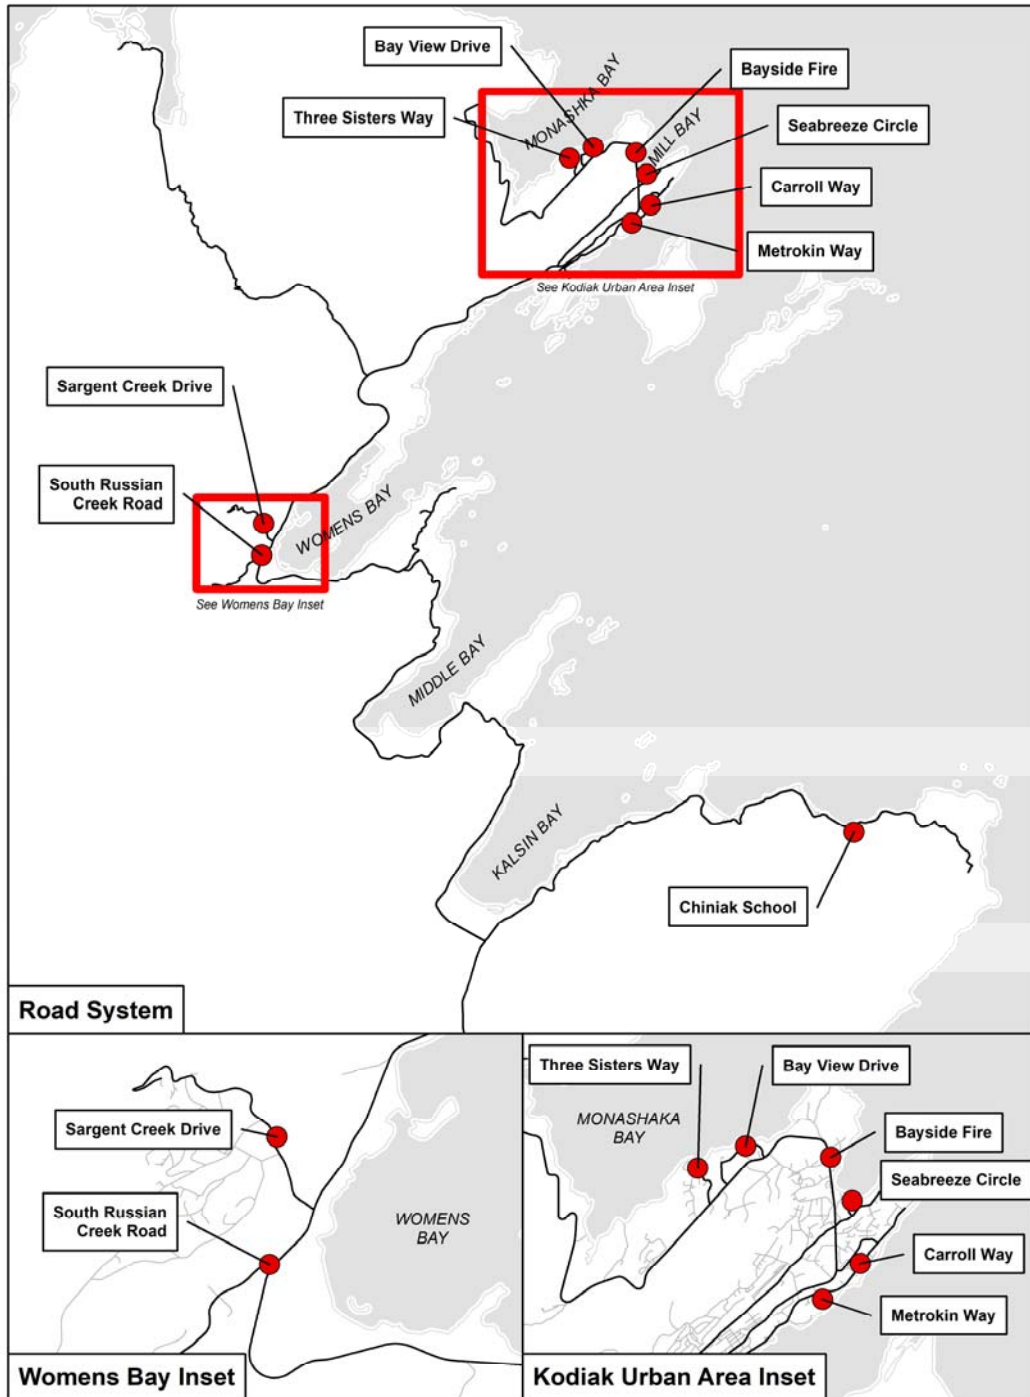 Bay View Drive
Bayside Fire
MONASHKA BAY
Three Sisters Way
Seabreeze Circle
MILL BAY
Carroll Way
Metrokin Way
See Kodiak Urban Area Inset
Sargent Creek Drive
South Russian
Creek Road
WOMENS BAY
See Womens Bay Inset
MIDDLE BAY
KALSIN BAY
Chiniak School
Road System
Sargent Creek Drive
South Russian
Creek Road
WOMENS
BAY
Womens Bay Inset
Three Sisters Way
Bay View Drive
MONASHAKA
BAY
Bayside Fire
Seabreeze Circle
Carroll Way
Metrokin Way
Kodiak Urban Area Inset